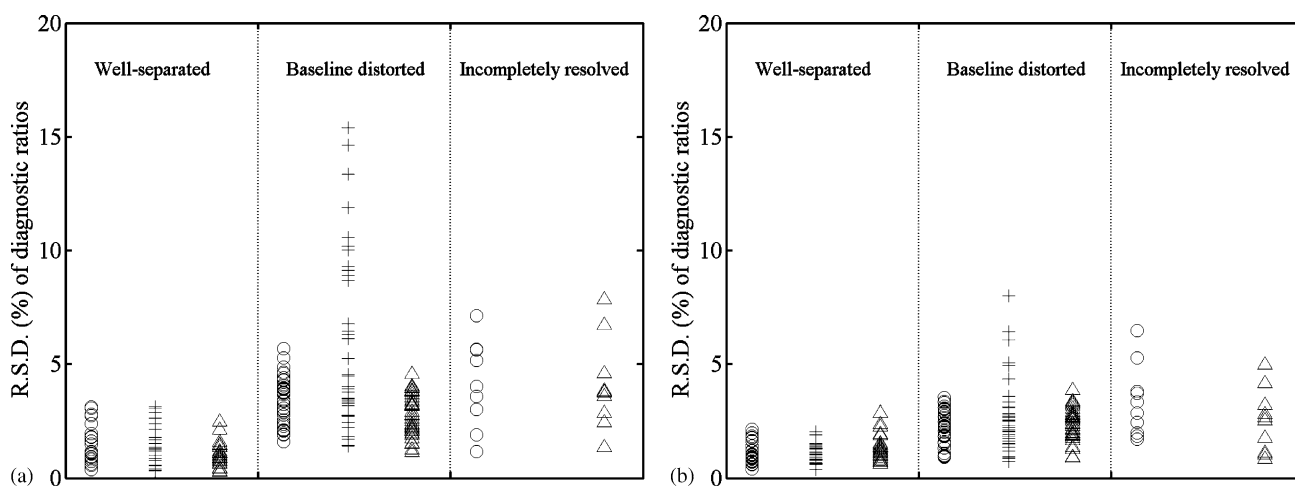 R.S.D. (%) of diagnostic ratios
20
15
10
5
0
Well-separated
Baseline distorted
Incompletely resolved
(a)
R.S.D. (%) of diagnostic ratios
20
15
10
5
0
Well-separated
Baseline distorted
Incompletely resolved
(b)